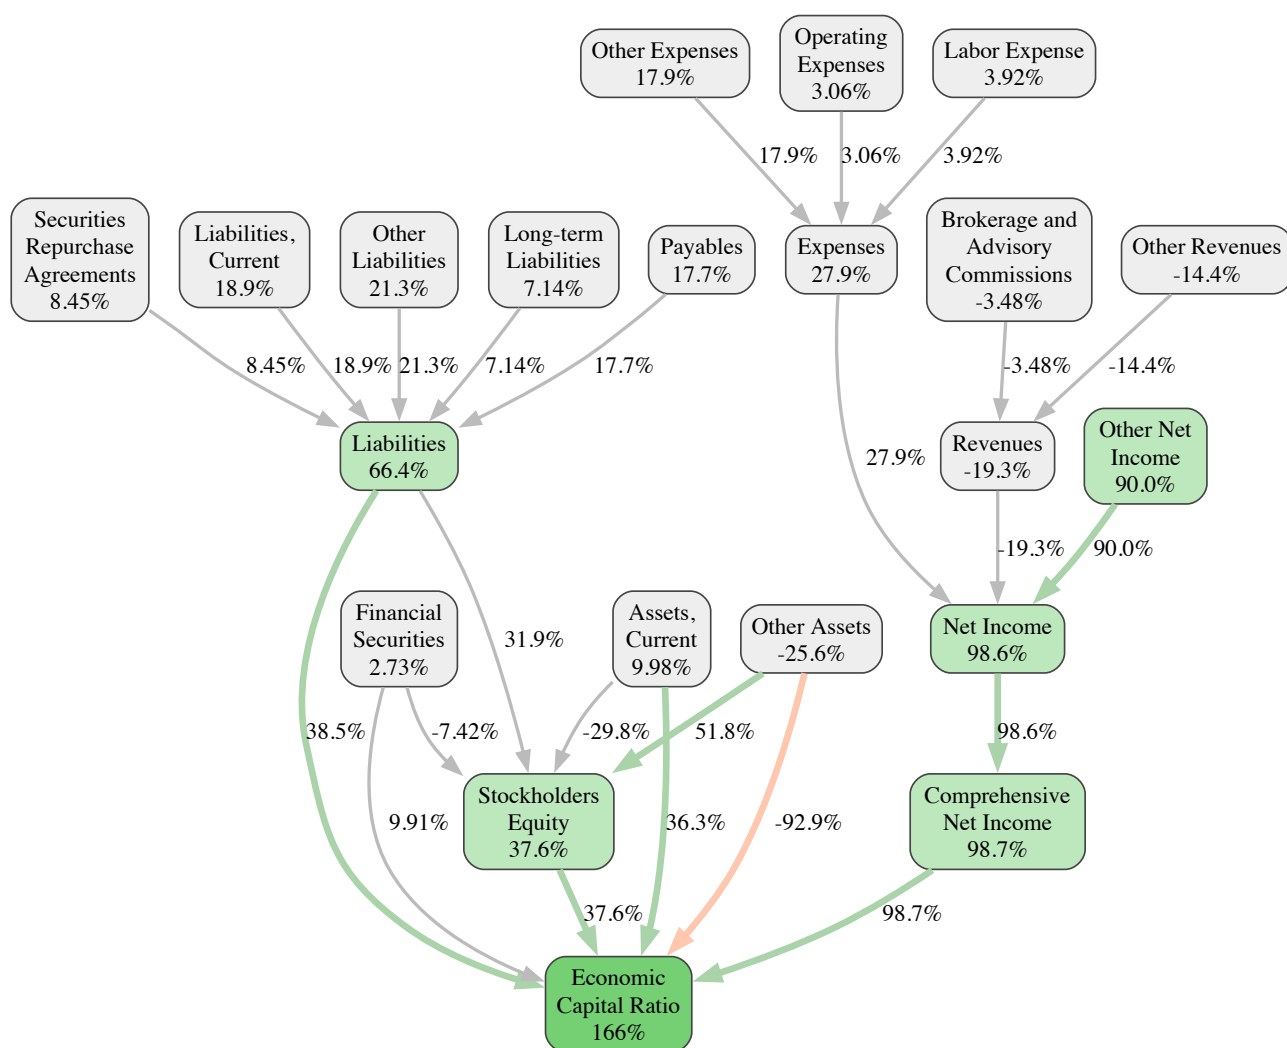 Other Expenses
17.9%
Operating
Expenses
3.06%
Labor Expense
3.92%
17.9%
3.06%
3.92%
Securities
Repurchase
Agreements
8.45%
Liabilities,
Current
18.9%
Other
Liabilities
21.3%
Long-term
Liabilities
7.14%
Payables
17.7%
Expenses
27.9%
Brokerage and
Advisory
Commissions
-3.48%
Other Revenues
-14.4%
8.45%
18.9%
21.3%
7.14%
17.7%
-3.48%
-14.4%
Liabilities
66.4%
27.9%
Revenues
-19.3%
Other Net
Income
90.0%
-19.3%
90.0%
Financial
Securities
2.73%
31.9%
Assets,
Current
9.98%
Other Assets
-25.6%
Net Income
98.6%
38.5%
-7.42%
-29.8%
51.8%
98.6%
9.91%
Stockholders
Equity
37.6%
36.3%
-92.9%
Comprehensive
Net Income
98.7%
37.6%
98.7%
Economic
Capital Ratio
166%